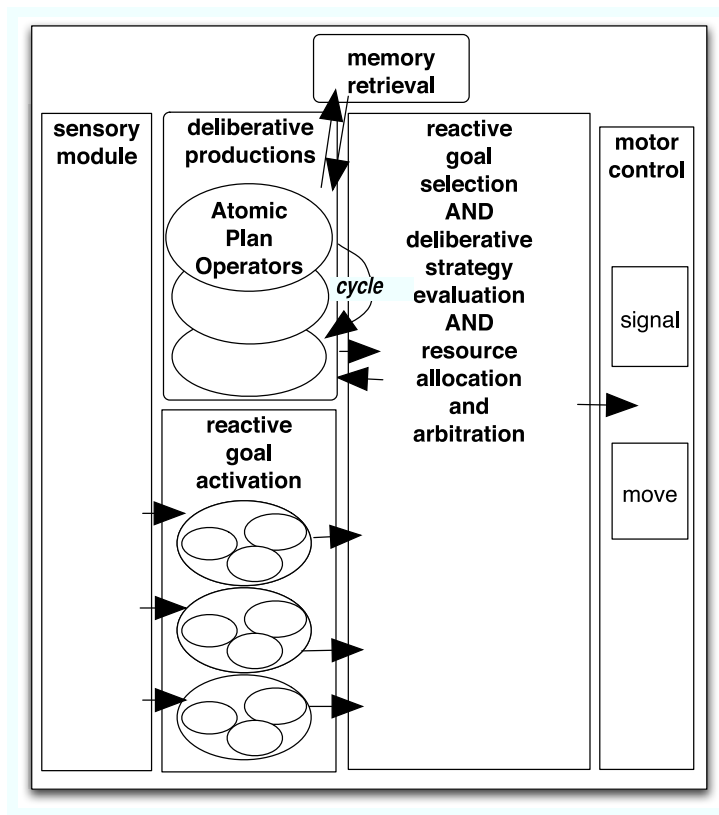 memory
retrieval
sensory
module
deliberative
productions
Atomic
Plan
Operators
cycle
reactive
goal
activation
reactive
goal
selection
AND
deliberative
strategy
evaluation
AND
resource
allocation
and
arbitration
motor
control
signal
move